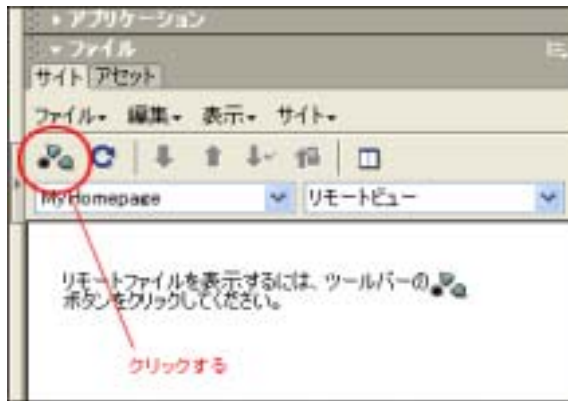 アプリケーション
ファイル
サイト アセット
ファイル 編集 表示 サイト
MyHomepage リモートビュー
リモートファイルを表示するには、ツールバーの
ボタンをクリックしてください。
クリックする